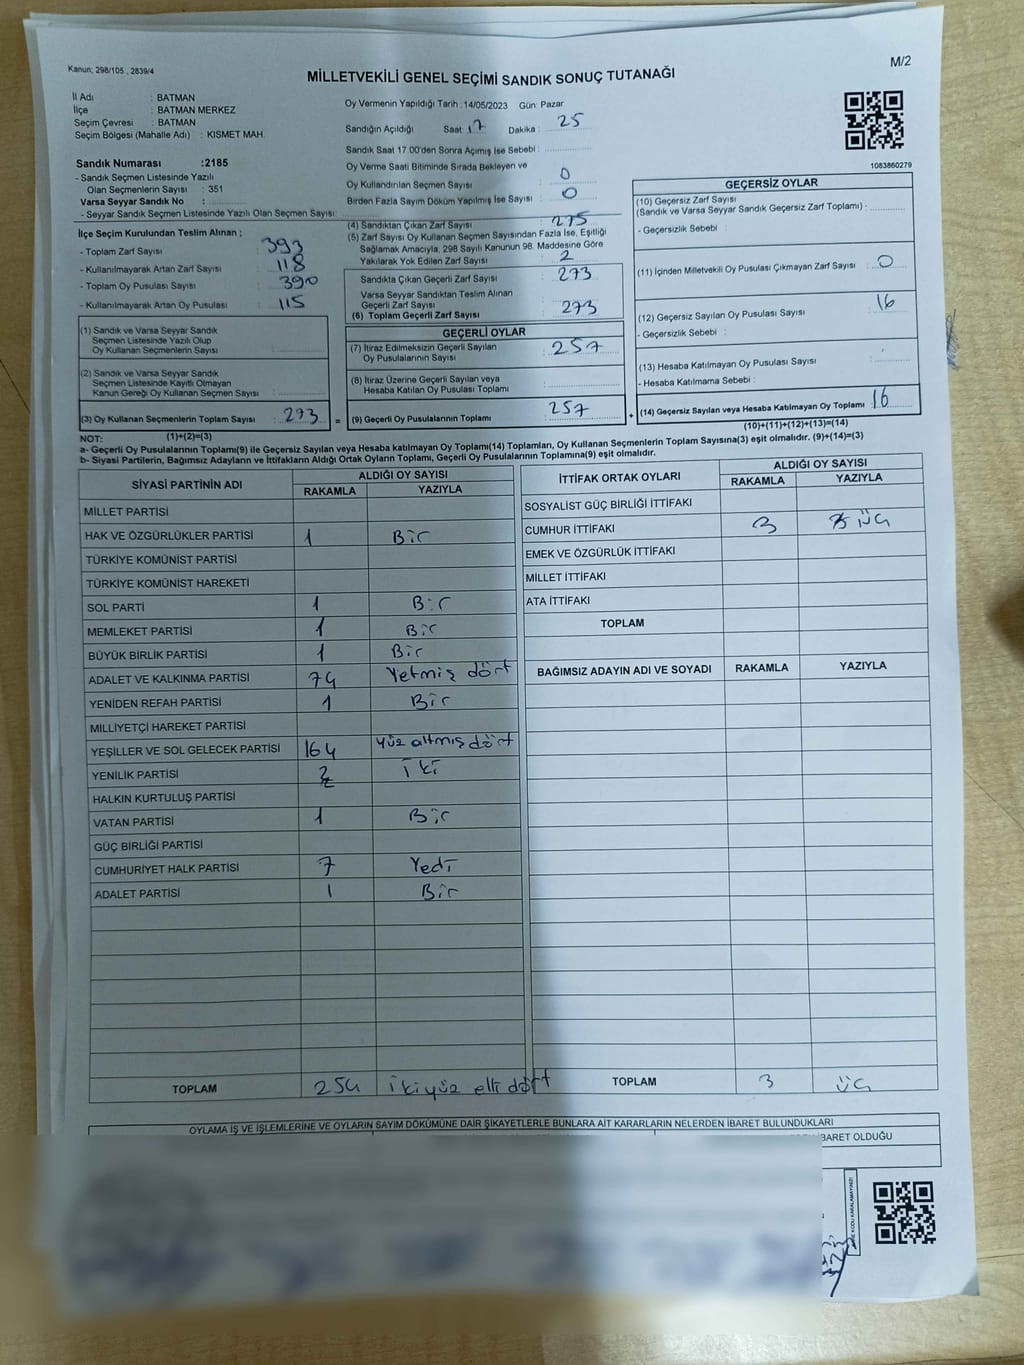 Kanun; 298/105 , 2839/4
M/2
MİLLETVEKİLİ GENEL SEÇİMİ SANDIK SONUÇ TUTANAĞI
İl Adı : BATMAN
İlçe : BATMAN MERKEZ
Seçim Çevresi : BATMAN
Seçim Bölgesi (Mahalle Adı) : KISMET MAH.
Oy Vermenin Yapıldığı Tarih :14/05/2023 Gün: Pazar
Sandığın Açıldığı Saat: 17 Dakika : 25
Sandık Saat 17.00'den Sonra Açımış İse Sebebi :
Oy Verme Saati Bitiminde Sırada Bekleyen ve
Oy Kullandırılan Seçmen Sayısı : 0
Birden Fazla Sayım Döküm Yapılmış İse Sayısı : 0
1083860279
Sandık Numarası :2185
- Sandık Seçmen Listesinde Yazılı
Olan Seçmenlerin Sayısı : 351
Varsa Seyyar Sandık No :
- Seyyar Sandık Seçmen Listesinde Yazılı Olan Seçmen Sayısı:
İlçe Seçim Kurulundan Teslim Alınan ;
- Toplam Zarf Sayısı : 393
- Kullanılmayarak Artan Zarf Sayısı : 118
- Toplam Oy Pusulası Sayısı : 390
- Kullanılmayarak Artan Oy Pusulası : 115
(4) Sandıktan Çıkan Zarf Sayısı : 275
(5) Zarf Sayısı Oy Kullanan Seçmen Sayısından Fazla İse, Eşitliği
Sağlamak Amacıyla, 298 Sayılı Kanunun 98. Maddesine Göre
Yakılarak Yok Edilen Zarf Sayısı : 2
Sandıkta Çıkan Geçerli Zarf Sayısı : 273
Varsa Seyyar Sandıktan Teslim Alınan
Geçerli Zarf Sayısı :
(6) Toplam Geçerli Zarf Sayısı : 273
GEÇERLİ OYLAR
(7) İtiraz Edilmeksizin Geçerli Sayılan
Oy Pusulalarının Sayısı : 257
(8) İtiraz Üzerine Geçerli Sayılan veya
Hesaba Katılan Oy Pusulası Toplamı :
(9) Geçerli Oy Pusulalarının Toplamı : 257
GEÇERSİZ OYLAR
(10) Geçersiz Zarf Sayısı
(Sandık ve Varsa Seyyar Sandık Geçersiz Zarf Toplamı) :
- Geçersizlik Sebebi :
(11) İçinden Milletvekili Oy Pusulası Çıkmayan Zarf Sayısı : 0
(12) Geçersiz Sayılan Oy Pusulası Sayısı : 16
- Geçersizlik Sebebi :
(13) Hesaba Katılmayan Oy Pusulası Sayısı :
- Hesaba Katılmama Sebebi :
(14) Geçersiz Sayılan veya Hesaba Katılmayan Oy Toplamı : 16
(10)+(11)+(12)+(13)=(14)
(1) Sandık ve Varsa Seyyar Sandık
Seçmen Listesinde Yazılı Olup
Oy Kullanan Seçmenlerin Sayısı :
(2) Sandık ve Varsa Seyyar Sandık
Seçmen Listesinde Kayıtlı Olmayan
Kanun Gereği Oy Kullanan Seçmen Sayısı :
(3) Oy Kullanan Seçmenlerin Toplam Sayısı : 273 =
+
NOT: (1)+(2)=(3)
a- Geçerli Oy Pusulalarının Toplamı(9) ile Geçersiz Sayılan veya Hesaba katılmayan Oy Toplamı(14) Toplamları, Oy Kullanan Seçmenlerin Toplam Sayısına(3) eşit olmalıdır. (9)+(14)=(3)
b- Siyasi Partilerin, Bağımsız Adayların ve İttifakların Aldığı Ortak Oyların Toplamı, Geçerli Oy Pusulalarının Toplamına(9) eşit olmalıdır.
SİYASİ PARTİNİN ADI ALDIĞI OY SAYISI
RAKAMLA YAZIYLA
MİLLET PARTİSİ
HAK VE ÖZGÜRLÜKLER PARTİSİ 1 Bir
TÜRKİYE KOMÜNİST PARTİSİ
TÜRKİYE KOMÜNİST HAREKETİ
SOL PARTİ 1 Bir
MEMLEKET PARTİSİ 1 Bir
BÜYÜK BİRLİK PARTİSİ 1 Bir
ADALET VE KALKINMA PARTİSİ 74 Yetmiş dört
YENİDEN REFAH PARTİSİ 1 Bir
MİLLİYETÇİ HAREKET PARTİSİ
YEŞİLLER VE SOL GELECEK PARTİSİ 164 yüz altmış dört
YENİLİK PARTİSİ 2 iki
HALKIN KURTULUŞ PARTİSİ
VATAN PARTİSİ 1 Bir
GÜÇ BİRLİĞİ PARTİSİ
CUMHURİYET HALK PARTİSİ 7 Yedi
ADALET PARTİSİ 1 Bir
TOPLAM 254 ikiyüz elli dört
İTTİFAK ORTAK OYLARI ALDIĞI OY SAYISI
RAKAMLA YAZIYLA
SOSYALİST GÜÇ BİRLİĞİ İTTİFAKI
CUMHUR İTTİFAKI 3 üç
EMEK VE ÖZGÜRLÜK İTTİFAKI
MİLLET İTTİFAKI
ATA İTTİFAKI
TOPLAM
BAĞIMSIZ ADAYIN ADI VE SOYADI RAKAMLA YAZIYLA
TOPLAM 3 üç
OYLAMA İŞ VE İŞLEMLERİNE VE OYLARIN SAYIM DÖKÜMÜNE DAİR ŞİKAYETLERLE BUNLARA AİT KARARLARIN NELERDEN İBARET BULUNDUKLARI
İBARET OLDUĞU